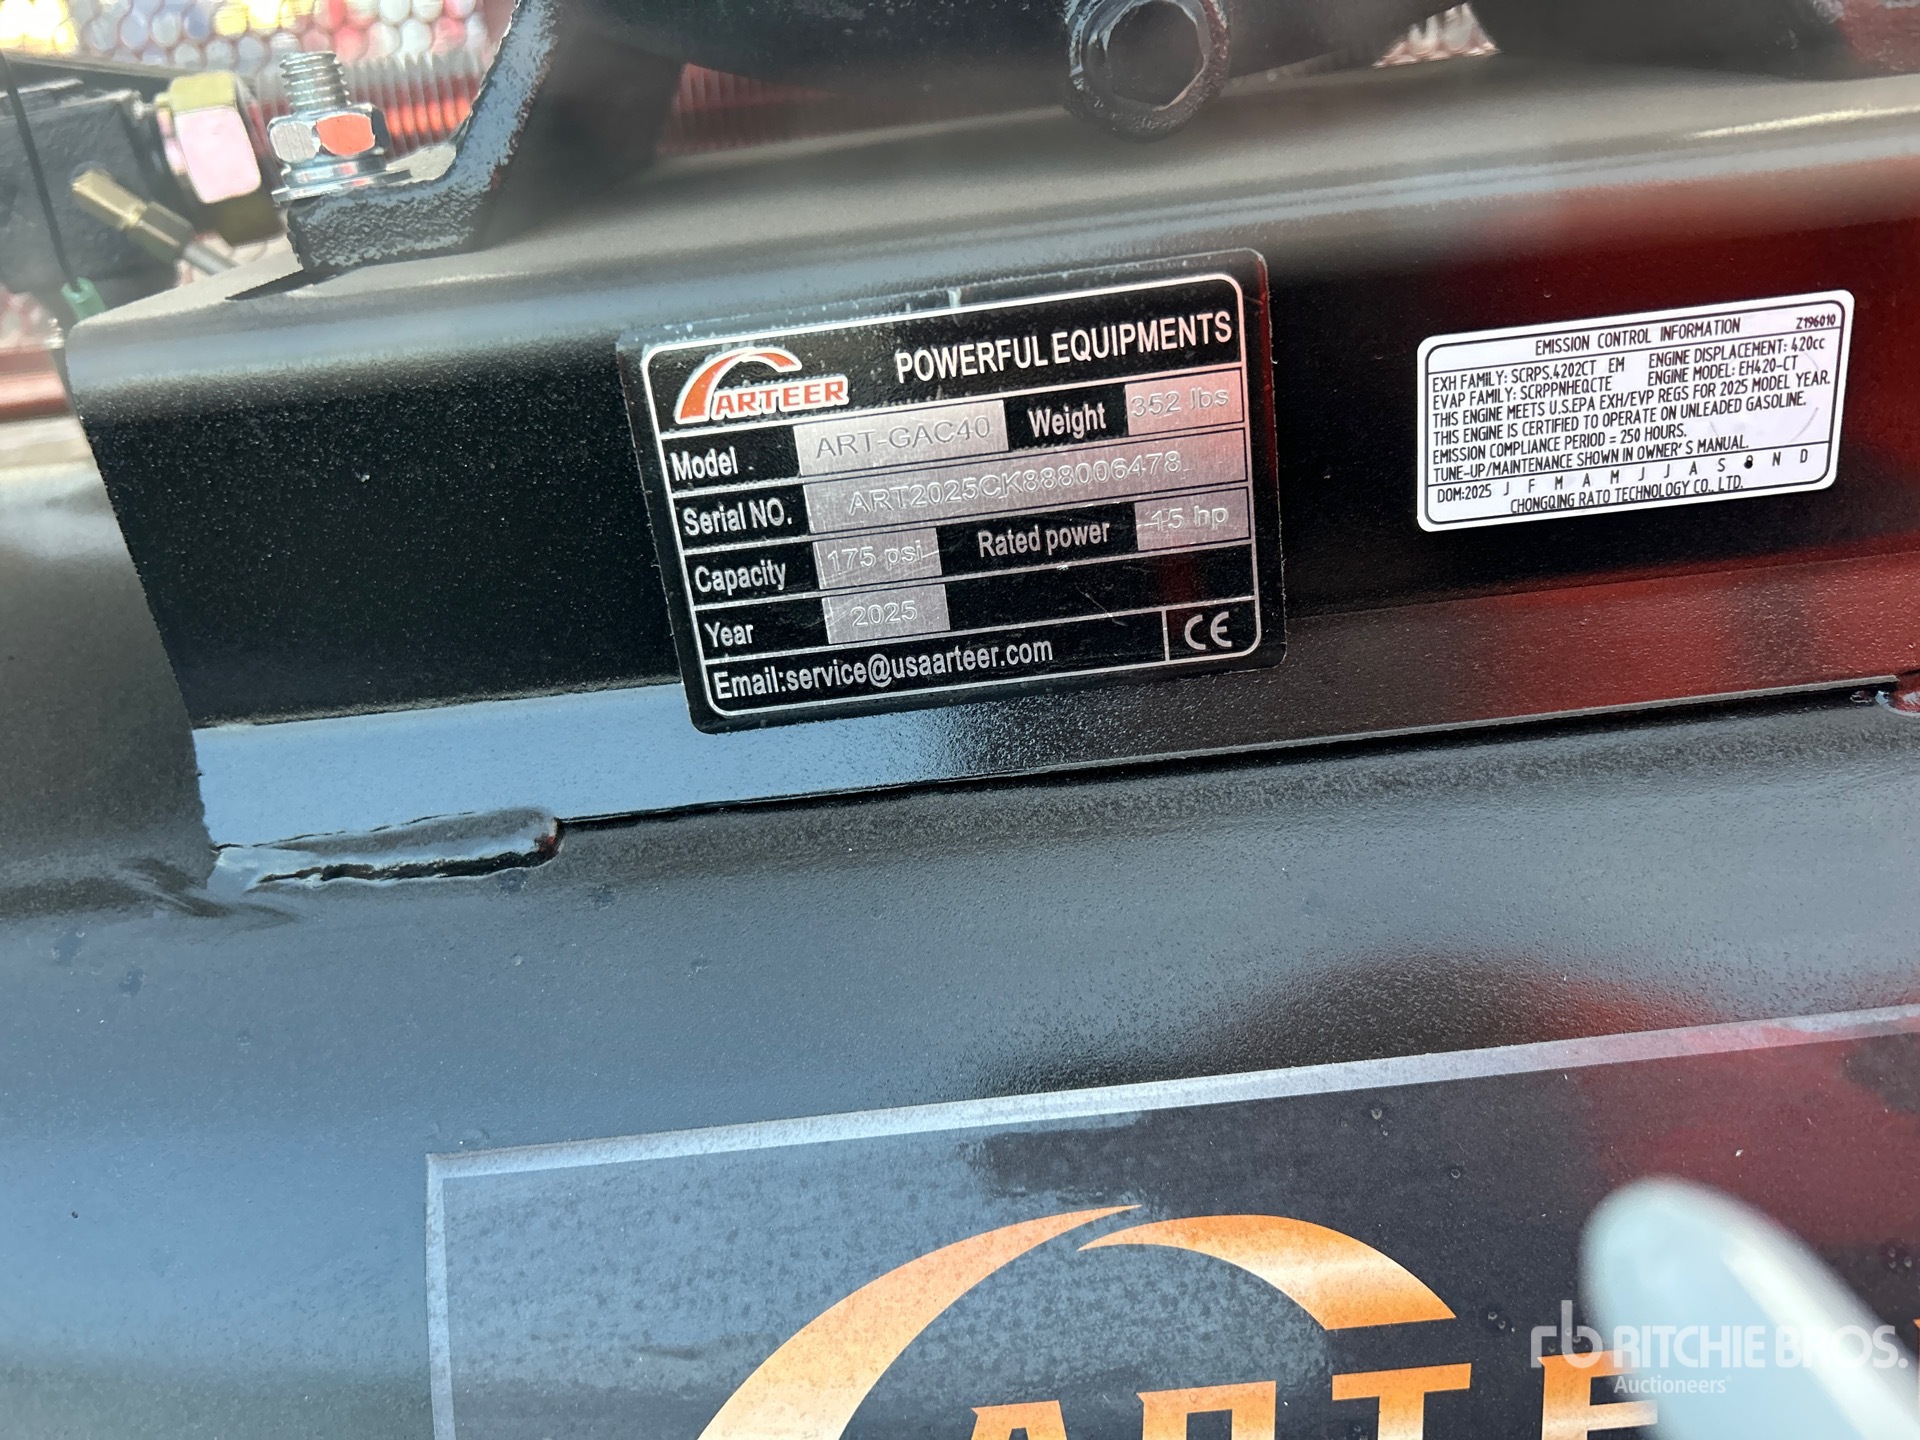 ARTEER POWERFUL EQUIPMENTS
Model ART-GAC40 Weight 352 lbs
Serial NO. ART2025CK888006478
Capacity 175 psi Rated power 15 hp
Year 2025
Email:service@usaarteer.com CE
EMISSION CONTROL INFORMATION Z196010
EXH FAMILY: SCRPS.4202CT EM ENGINE DISPLACEMENT: 420cc
EVAP FAMILY: SCRPPNHEQCTE ENGINE MODEL: EH420-CT
THIS ENGINE MEETS U.S.EPA EXH/EVP REGS FOR 2025 MODEL YEAR.
THIS ENGINE IS CERTIFIED TO OPERATE ON UNLEADED GASOLINE.
EMISSION COMPLIANCE PERIOD = 250 HOURS.
TUNE-UP/MAINTENANCE SHOWN IN OWNER'S MANUAL.
DOM:2025 J F M A M J J A S N D
CHONGQING RATO TECHNOLOGY CO., LTD.
ARTE
rb RITCHIE BROS.
Auctioneers